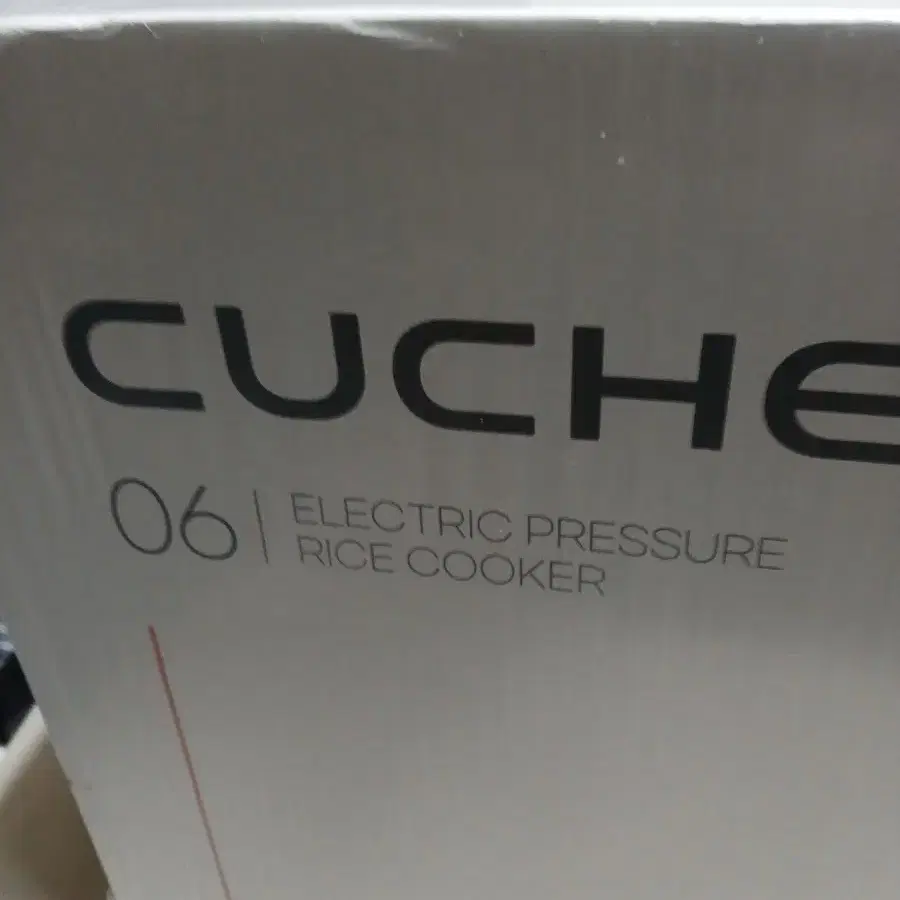 CUCHE
06 | ELECTRIC PRESSURE
RICE COOKER